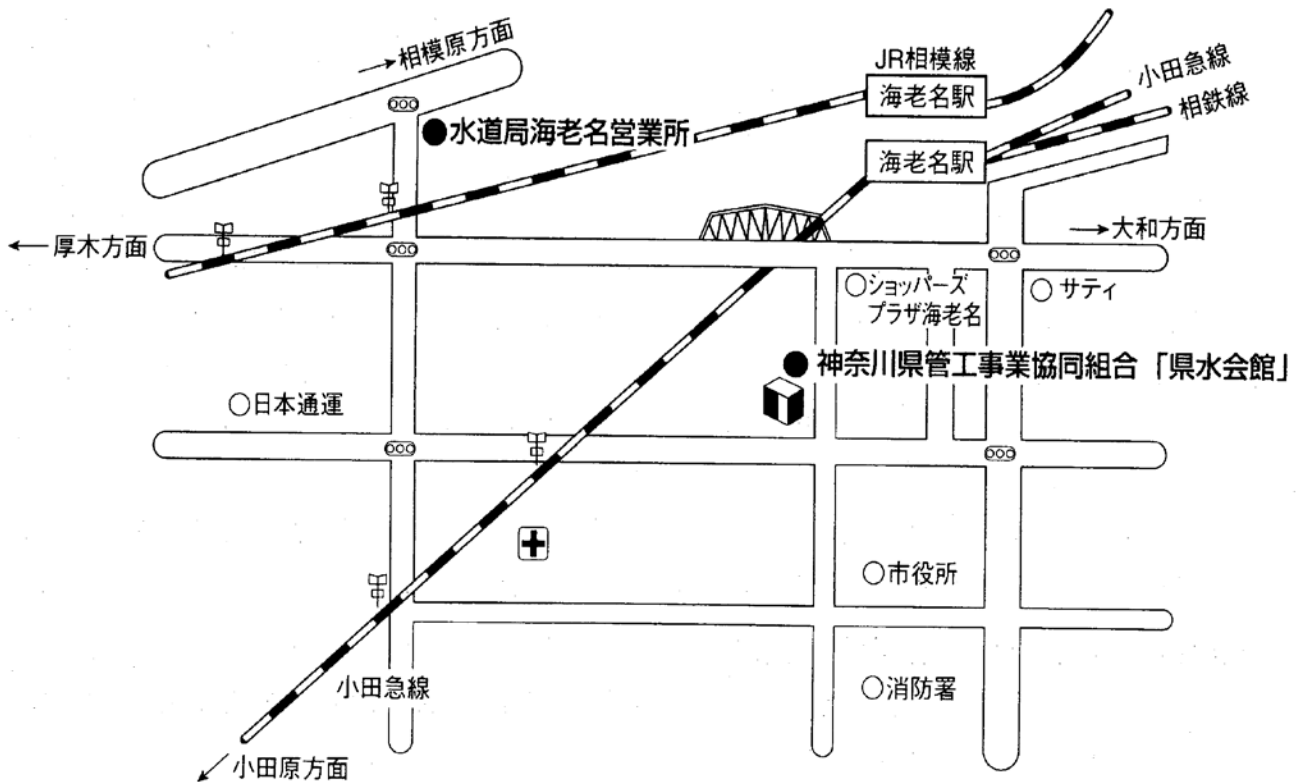 →相模原方面
JR相模線
海老名駅
小田急線
相鉄線
●水道局海老名営業所
海老名駅
←厚木方面
→大和方面
○ショッパーズ
プラザ海老名
○サティ
●神奈川県管工事業協同組合「県水会館」
○日本通運
○市役所
小田急線
○消防署
小田原方面